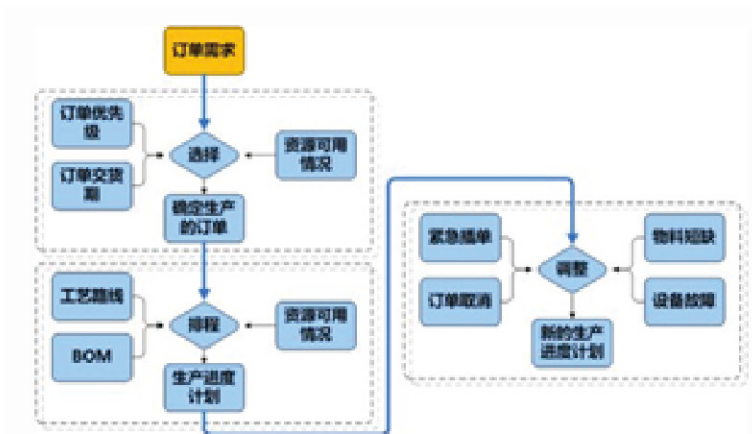 订单需求
订单优先
级
订单交货
期
选择
资源可用
情况
确定生产
的订单
工艺路线
BOM
排程
资源可用
情况
生产进度
计划
紧急插单
订单取消
调整
物料短缺
设备故障
新的生产
进度计划